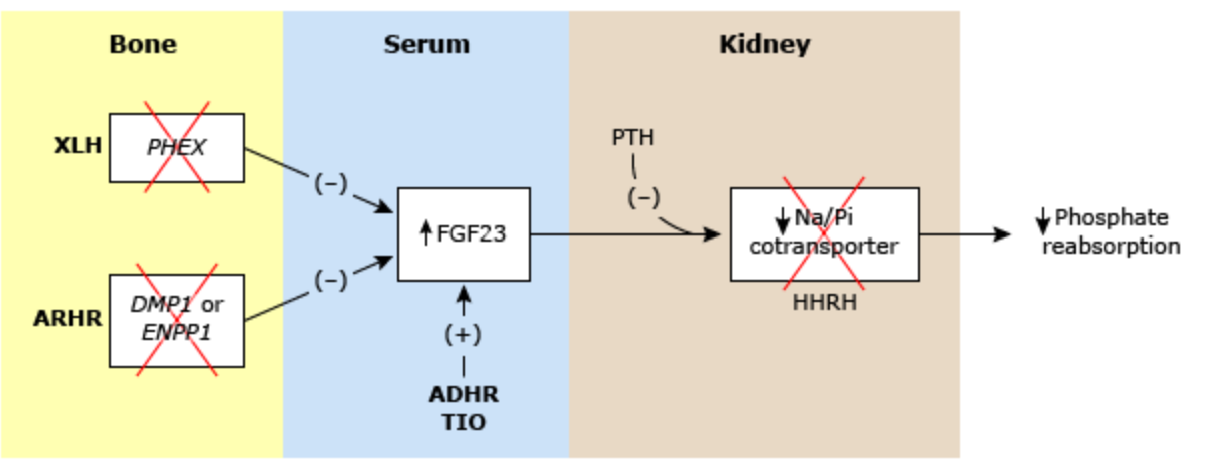 Bone
Serum
Kidney
XLH
PHEX
(−)
ARHR
DMP1 or
ENPP1
(−)
↑FGF23
(+)
ADHR
TIO
PTH
(−)
↓Na/Pi
cotransporter
HHRH
↓Phosphate
reabsorption